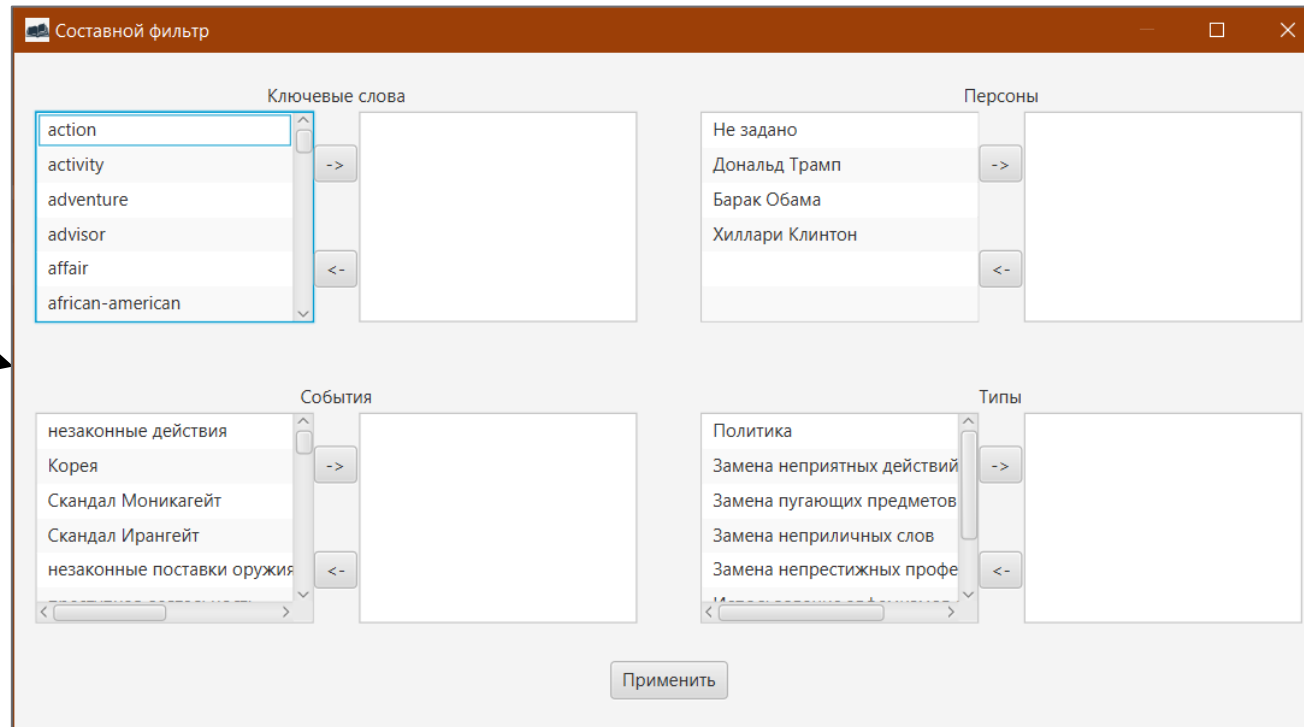 Составной фильтр
Ключевые слова
action
activity
adventure
advisor
affair
african-american
->
<-
Персоны
Не задано
Дональд Трамп
Барак Обама
Хиллари Клинтон
->
<-
События
незаконные действия
Корея
Скандал Моникагейт
Скандал Ирангейт
незаконные поставки оружия
->
<-
Типы
Политика
Замена неприятных действий
Замена пугающих предметов
Замена неприличных слов
Замена непрестижных профе
->
<-
Применить